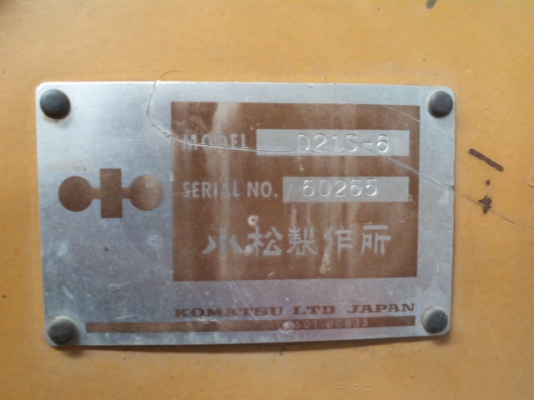 MODEL D21S-6
SERIAL NO. 60265
小松製作所
KOMATSU LTD JAPAN